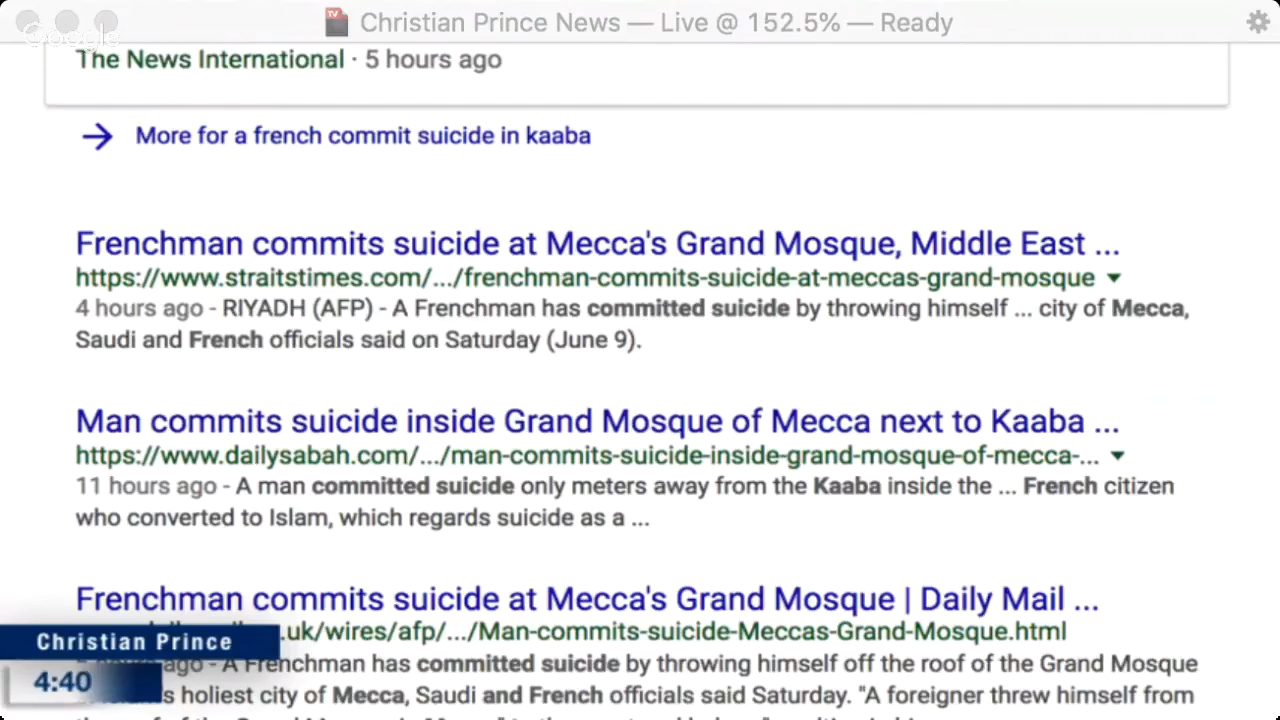 Christian Prince News — Live @ 152.5% — Ready
Google
The News International · 5 hours ago
→ More for a french commit suicide in kaaba
Frenchman commits suicide at Mecca's Grand Mosque, Middle East ...
https://www.straitstimes.com/.../frenchman-commits-suicide-at-meccas-grand-mosque
4 hours ago - RIYADH (AFP) - A Frenchman has committed suicide by throwing himself ... city of Mecca,
Saudi and French officials said on Saturday (June 9).
Man commits suicide inside Grand Mosque of Mecca next to Kaaba ...
https://www.dailysabah.com/.../man-commits-suicide-inside-grand-mosque-of-mecca-...
11 hours ago - A man committed suicide only meters away from the Kaaba inside the ... French citizen
who converted to Islam, which regards suicide as a ...
Frenchman commits suicide at Mecca's Grand Mosque | Daily Mail ...
.uk/wires/afp/.../Man-commits-suicide-Meccas-Grand-Mosque.html
Christian Prince
ago - A Frenchman has committed suicide by throwing himself off the roof of the Grand Mosque
4:40
holiest city of Mecca, Saudi and French officials said Saturday. "A foreigner threw himself from